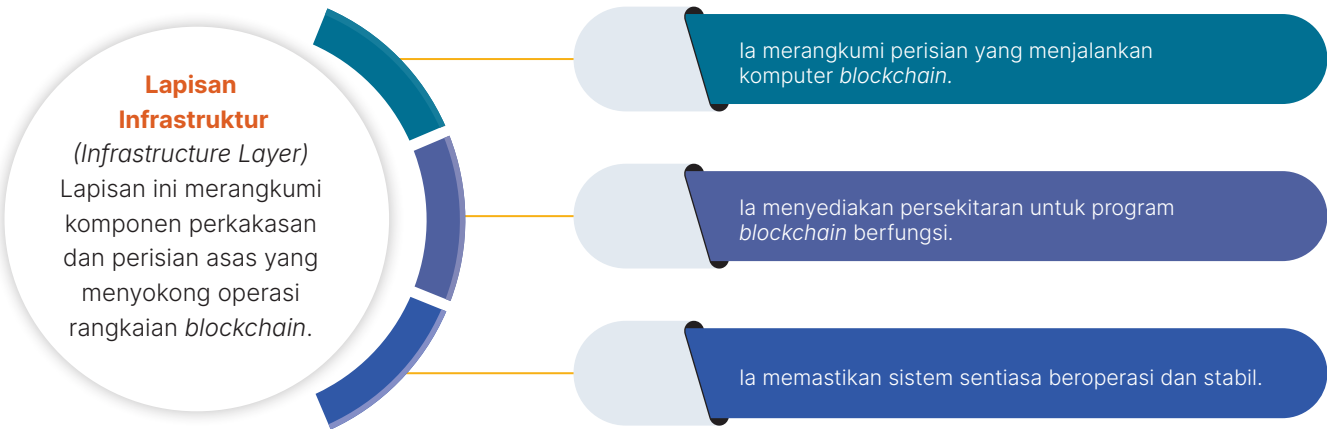 Lapisan
Infrastruktur
(Infrastructure Layer)
Lapisan ini merangkumi
komponen perkakasan
dan perisian asas yang
menyokong operasi
rangkaian blockchain.
Ia merangkumi perisian yang menjalankan
komputer blockchain.
Ia menyediakan persekitaran untuk program
blockchain berfungsi.
Ia memastikan sistem sentiasa beroperasi dan stabil.